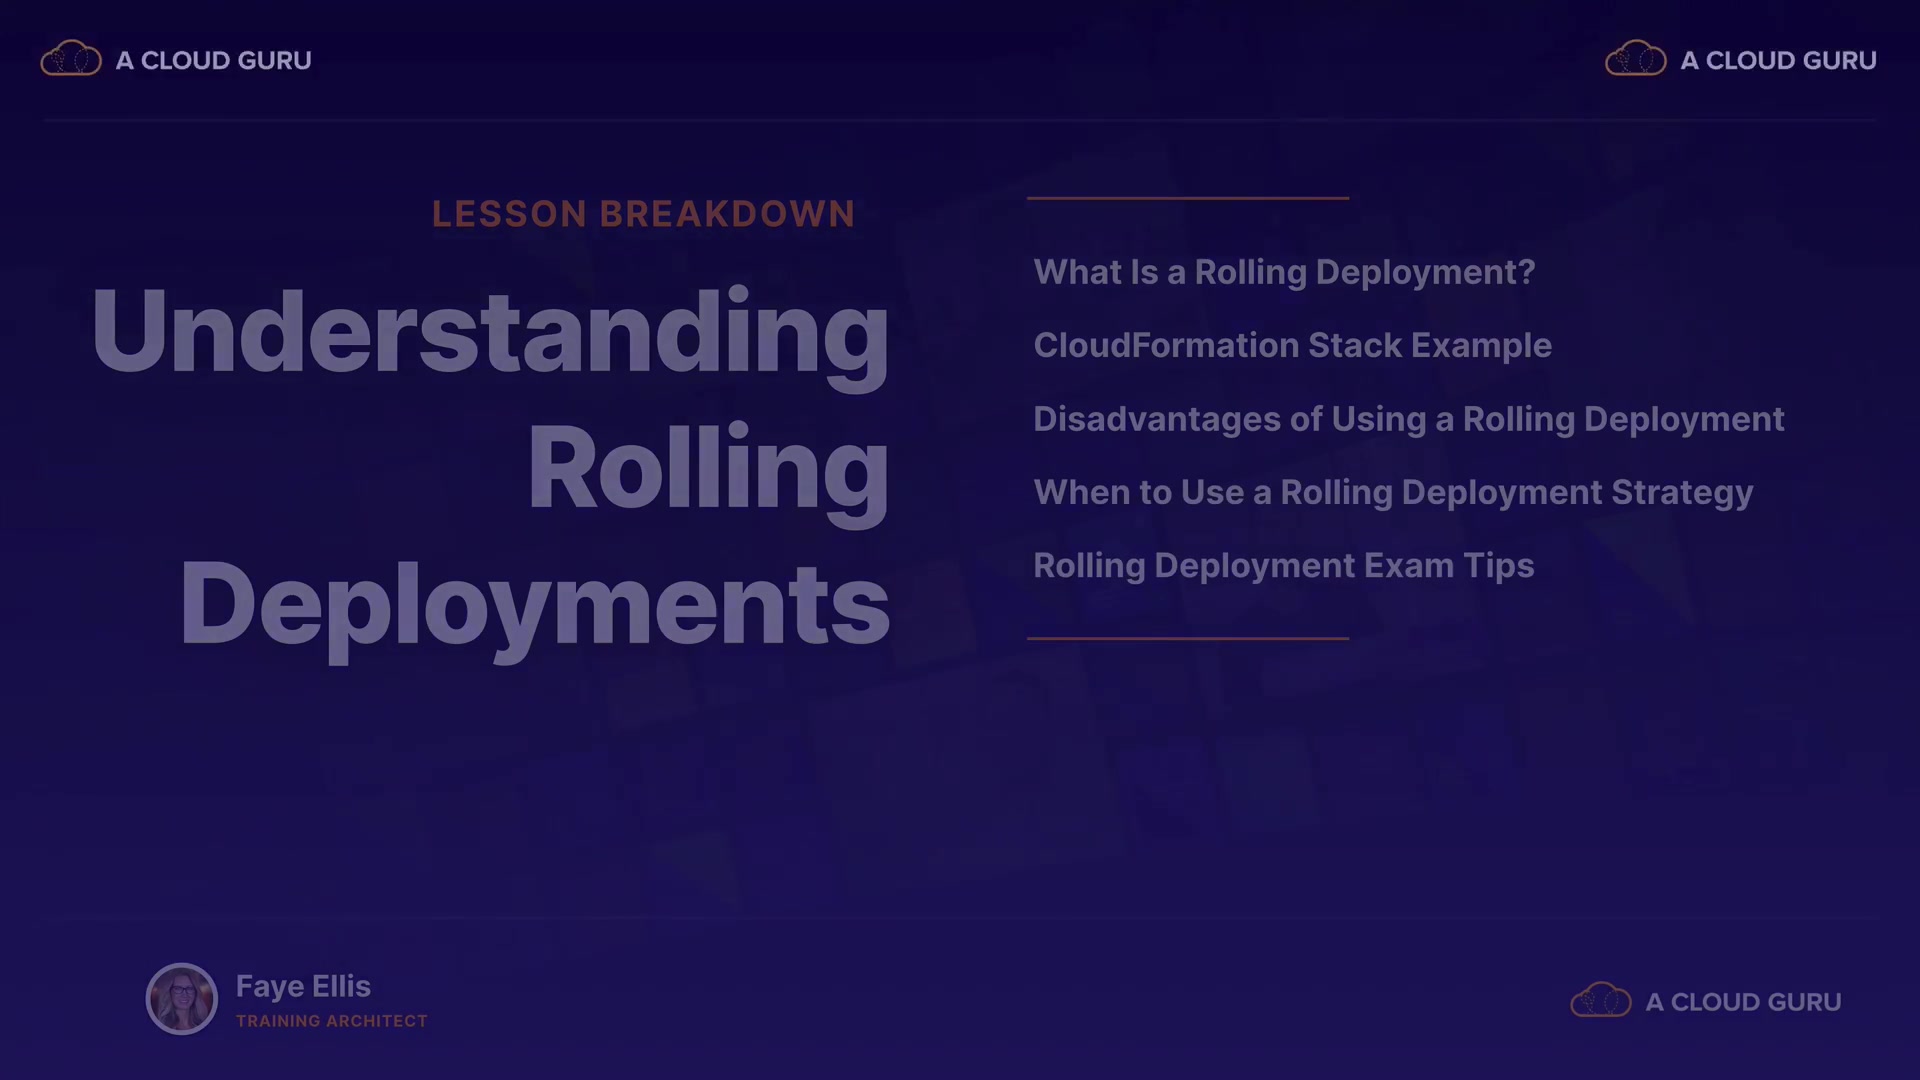 A CLOUD GURU
A CLOUD GURU
LESSON BREAKDOWN
Understanding
Rolling
Deployments
What Is a Rolling Deployment?
CloudFormation Stack Example
Disadvantages of Using a Rolling Deployment
When to Use a Rolling Deployment Strategy
Rolling Deployment Exam Tips
Faye Ellis
TRAINING ARCHITECT
A CLOUD GURU